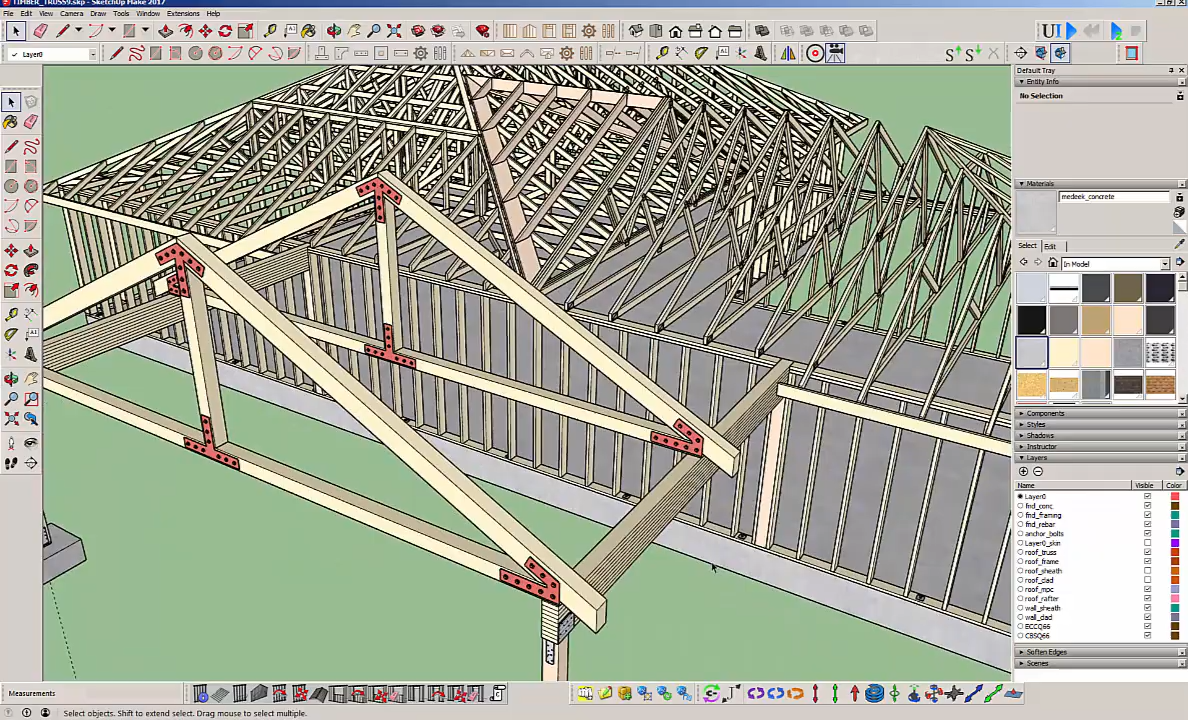 TIMBER_TRUSS9.skp - SketchUp Make 2017
File Edit View Camera Draw Tools Window Extensions Help
Layer0
UI
Default Tray
Entity Info
No Selection
Materials
medeek_concrete
Select Edit
In Model
Components
Styles
Shadows
Instructor
Layers
Name Visible Color
Layer0
fnd_conc
fnd_framing
fnd_rebar
anchor_bolts
Layer0_skin
roof_truss
roof_frame
roof_sheath
roof_clad
roof_mpc
roof_rafter
wall_sheath
wall_clad
ECCQ66
CBSQ66
Soften Edges
Scenes
Measurements
Select objects. Shift to extend select. Drag mouse to select multiple.